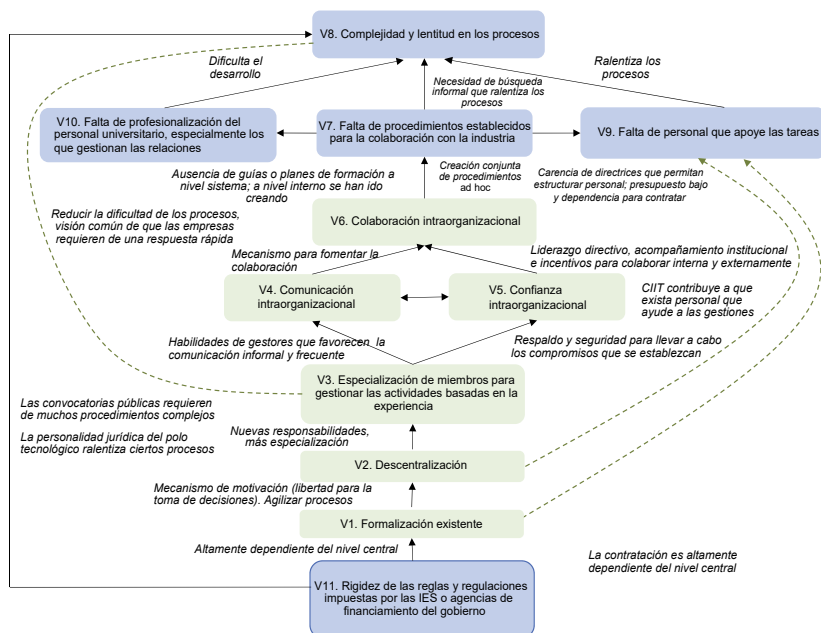 V8. Complejidad y lentitud en los procesos
Dificulta el
desarrollo
Necesidad de búsqueda
informal que ralentiza los
procesos
Ralentiza los
procesos
V10. Falta de profesionalización del
personal universitario, especialmente los
que gestionan las relaciones
V7. Falta de procedimientos establecidos
para la colaboración con la industria
V9. Falta de personal que apoye las tareas
Ausencia de guías o planes de formación a
nivel sistema; a nivel interno se han ido
creando
Creación conjunta
de procedimientos
ad hoc
Carencia de directrices que permitan
estructurar personal; presupuesto bajo
y dependencia para contratar
Reducir la dificultad de los procesos,
visión común de que las empresas
requieren de una respuesta rápida
V6. Colaboración intraorganizacional
Mecanismo para fomentar la
colaboración
Liderazgo directivo, acompañamiento institucional
e incentivos para colaborar interna y externamente
V4. Comunicación
intraorganizacional
V5. Confianza
intraorganizacional
CIIT contribuye a que
exista personal que
ayude a las gestiones
Habilidades de gestores que favorecen la
comunicación informal y frecuente
Respaldo y seguridad para llevar a cabo
los compromisos que se establezcan
V3. Especialización de miembros para
gestionar las actividades basadas en la
experiencia
Las convocatorias públicas requieren
de muchos procedimientos complejos
La personalidad jurídica del polo
tecnológico ralentiza ciertos procesos
Nuevas responsabilidades,
más especialización
V2. Descentralización
Mecanismo de motivación (libertad para la
toma de decisiones). Agilizar procesos
V1. Formalización existente
Altamente dependiente del nivel central
La contratación es altamente
dependiente del nivel central
V11. Rigidez de las reglas y regulaciones
impuestas por las IES o agencias de
financiamiento del gobierno